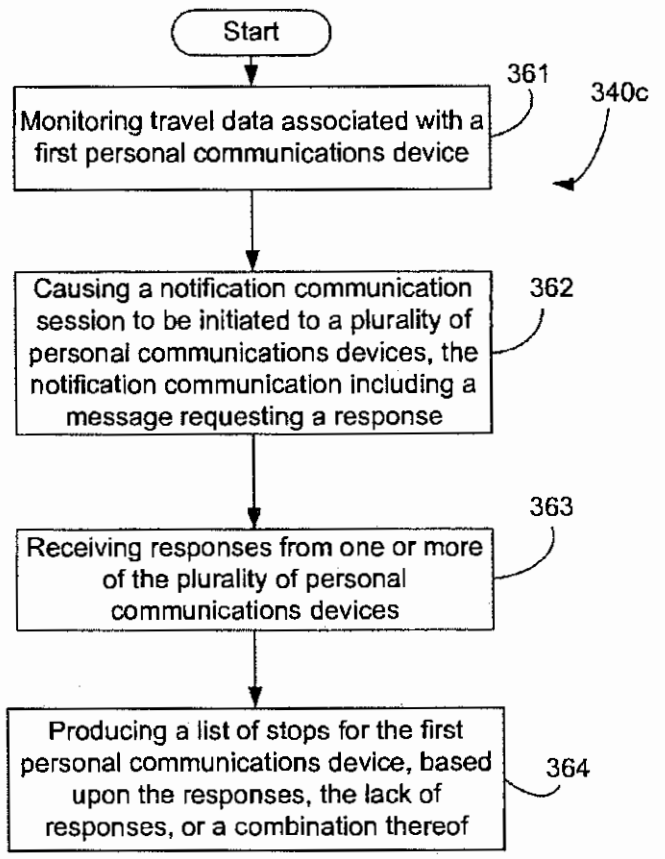 Start
361
340c
Monitoring travel data associated with a
first personal communications device
362
Causing a notification communication
session to be initiated to a plurality of
personal communications devices, the
notification communication including a
message requesting a response
363
Receiving responses from one or more
of the plurality of personal
communications devices
364
Producing a list of stops for the first
personal communications device, based
upon the responses, the lack of
responses, or a combination thereof